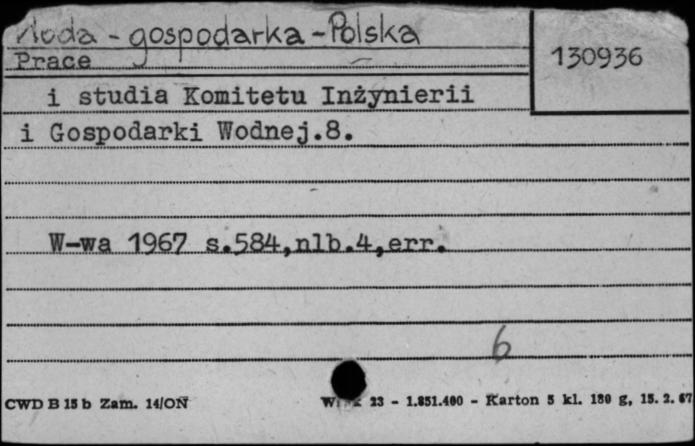 Woda - gospodarka - Polska
130936
Prace
i studia Komitetu Inżynierii
i Gospodarki Wodnej.8.
W-wa 1967 s.584,nlb.4,err.
6
CWD B 15 b Zam. 14/ON
23 - 1.851.400 - Karton 5 kl. 180 g, 15. 2. 67